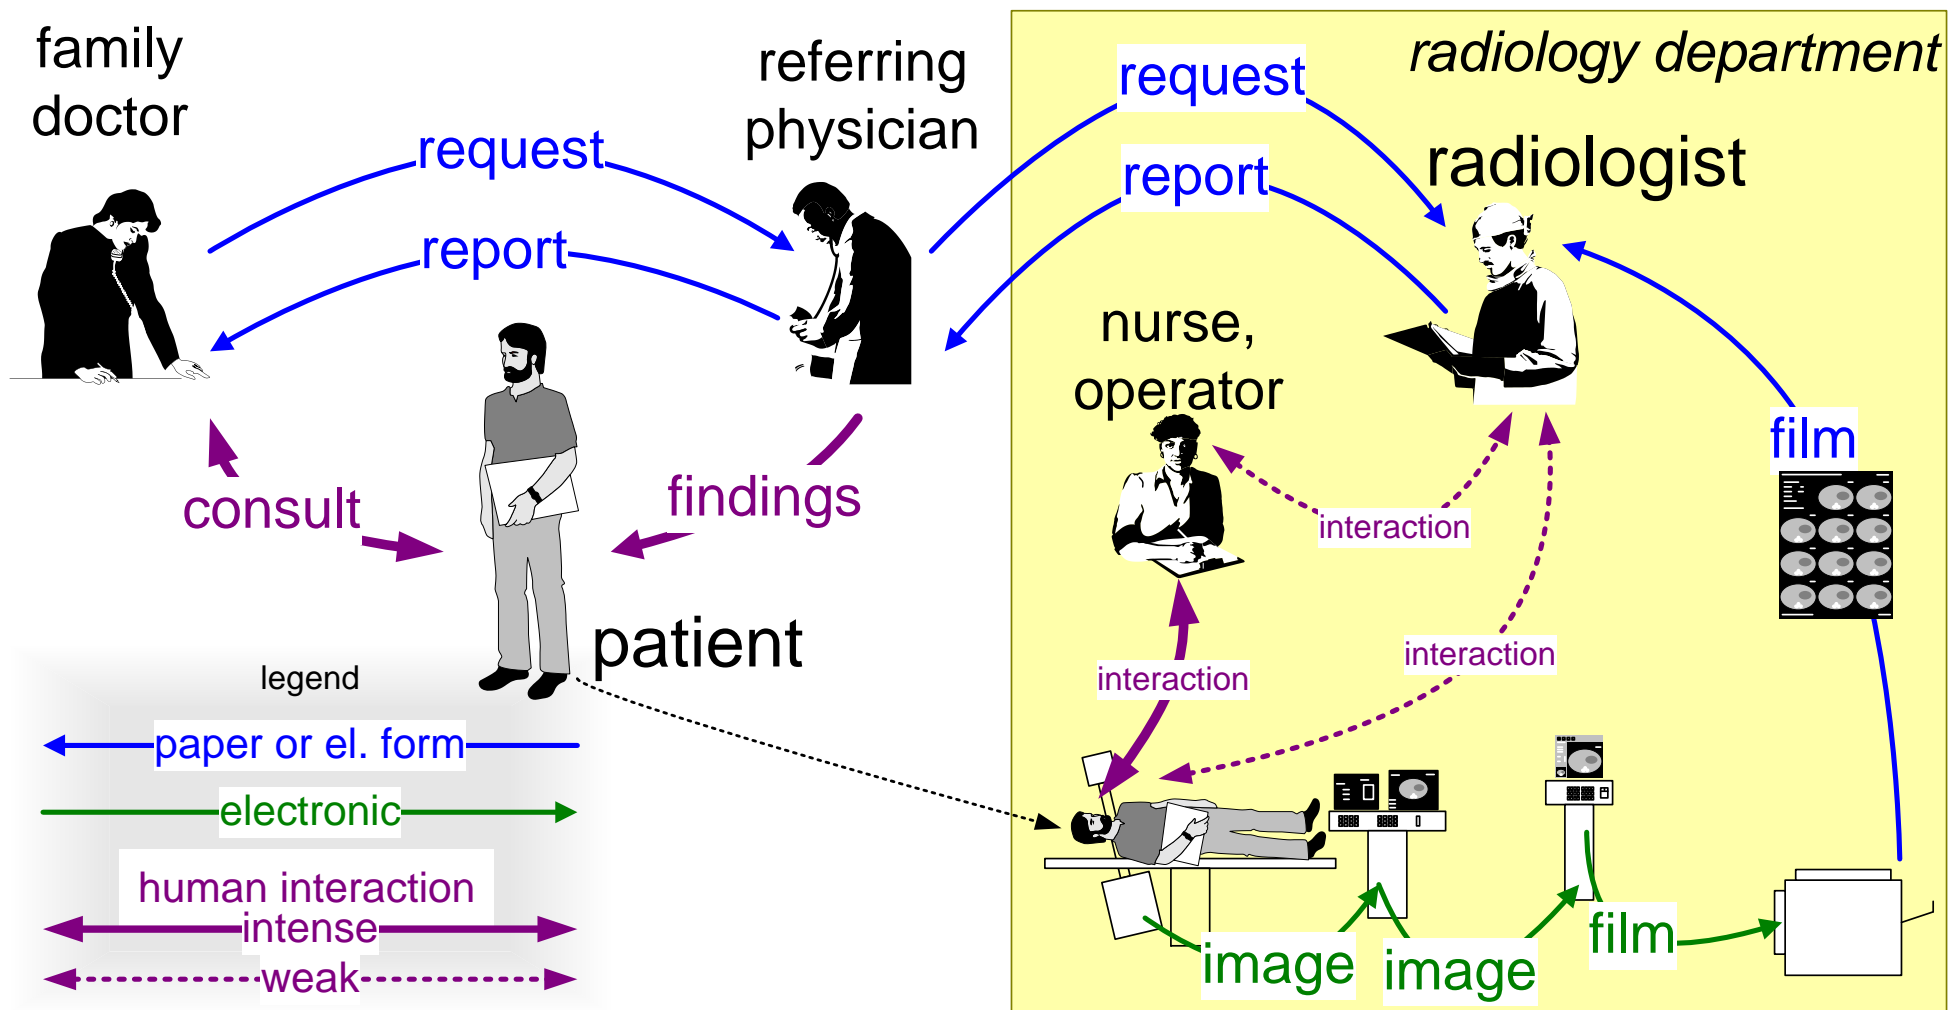 family
doctor
referring
physician
radiology department
request
radiologist
request
report
report
nurse,
operator
film
findings
consult
interaction
patient
interaction
interaction
legend
paper or el. form
electronic
human interaction
intense
weak
image
image
film